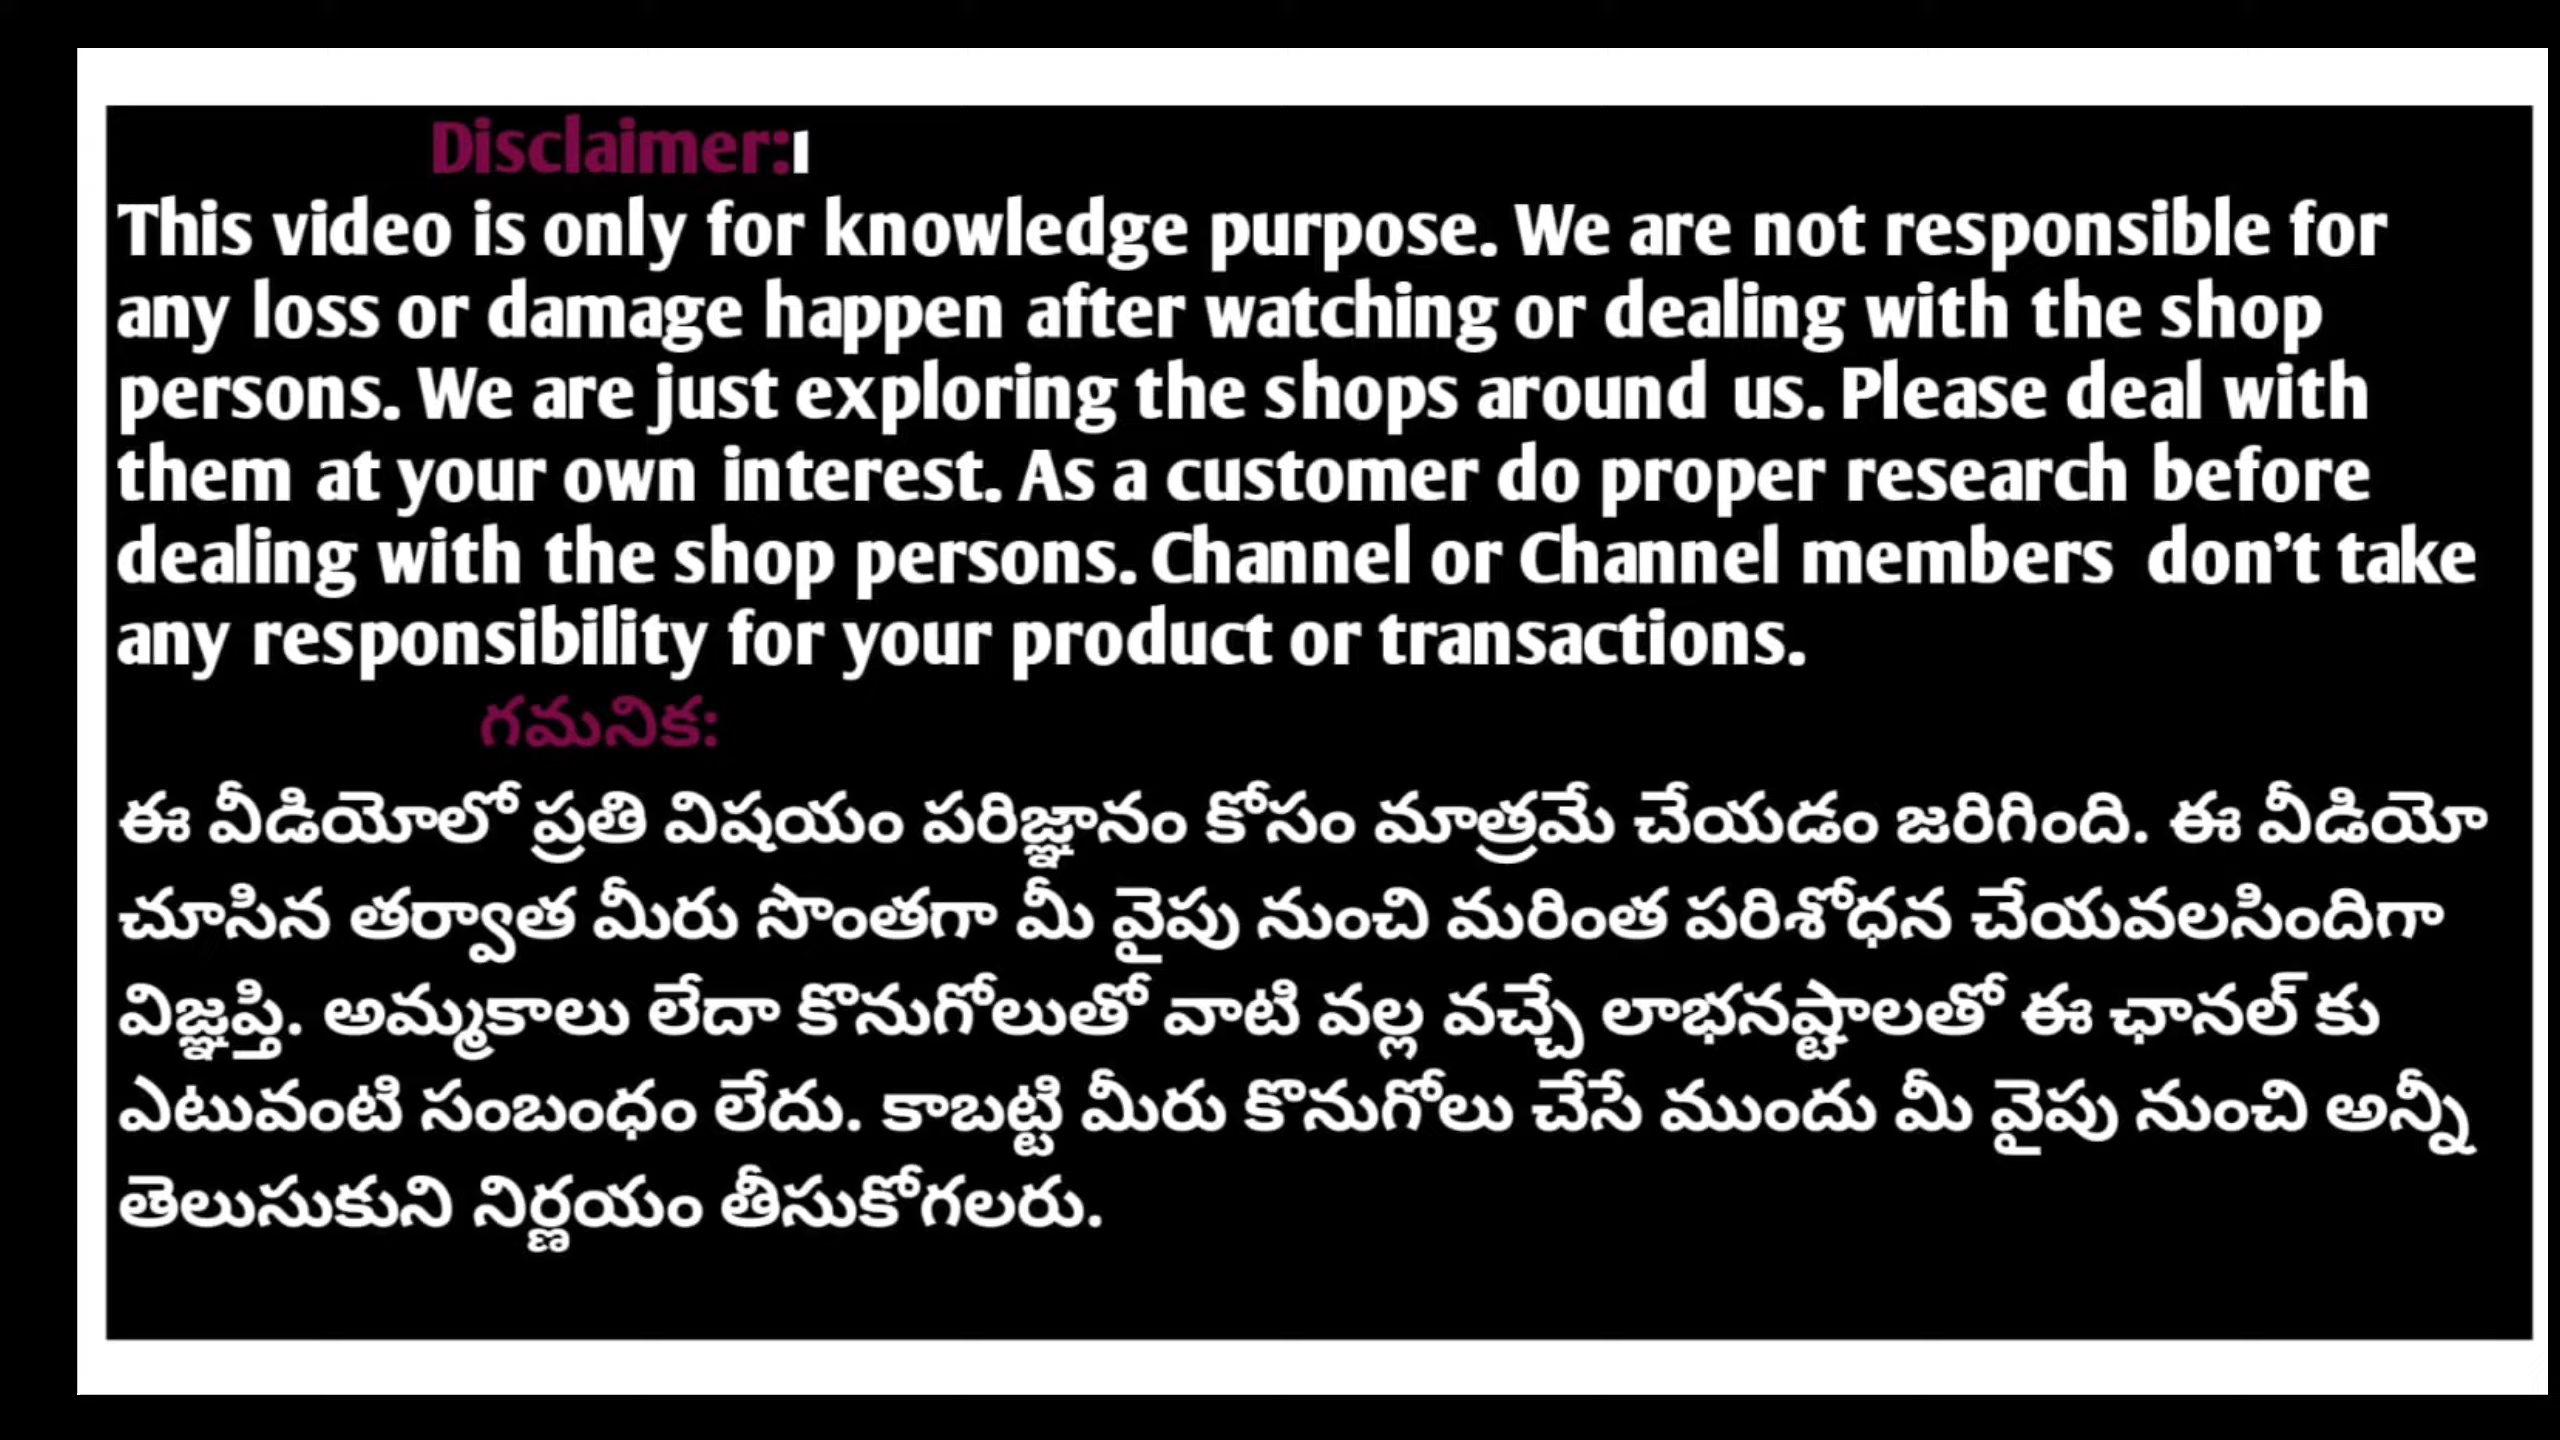 Disclaimer:
This video is only for knowledge purpose. We are not responsible for
any loss or damage happen after watching or dealing with the shop
persons. We are just exploring the shops around us. Please deal with
them at your own interest. As a customer do proper research before
dealing with the shop persons. Channel or Channel members don't take
any responsibility for your product or transactions.
గమనిక:
ఈ వీడియోలో ప్రతి విషయం పరిజ్ఞానం కోసం మాత్రమే చేయడం జరిగింది. ఈ వీడియో
చూసిన తర్వాత మీరు సొంతగా మీ వైపు నుంచి మరింత పరిశోధన చేయవలసిందిగా
విజ్ఞప్తి. అమ్మకాలు లేదా కొనుగోలుతో వాటి వల్ల వచ్చే లాభనష్టాలతో ఈ ఛానల్ కు
ఎటువంటి సంబంధం లేదు. కాబట్టి మీరు కొనుగోలు చేసే ముందు మీ వైపు నుంచి అన్నీ
తెలుసుకుని నిర్ణయం తీసుకోగలరు.